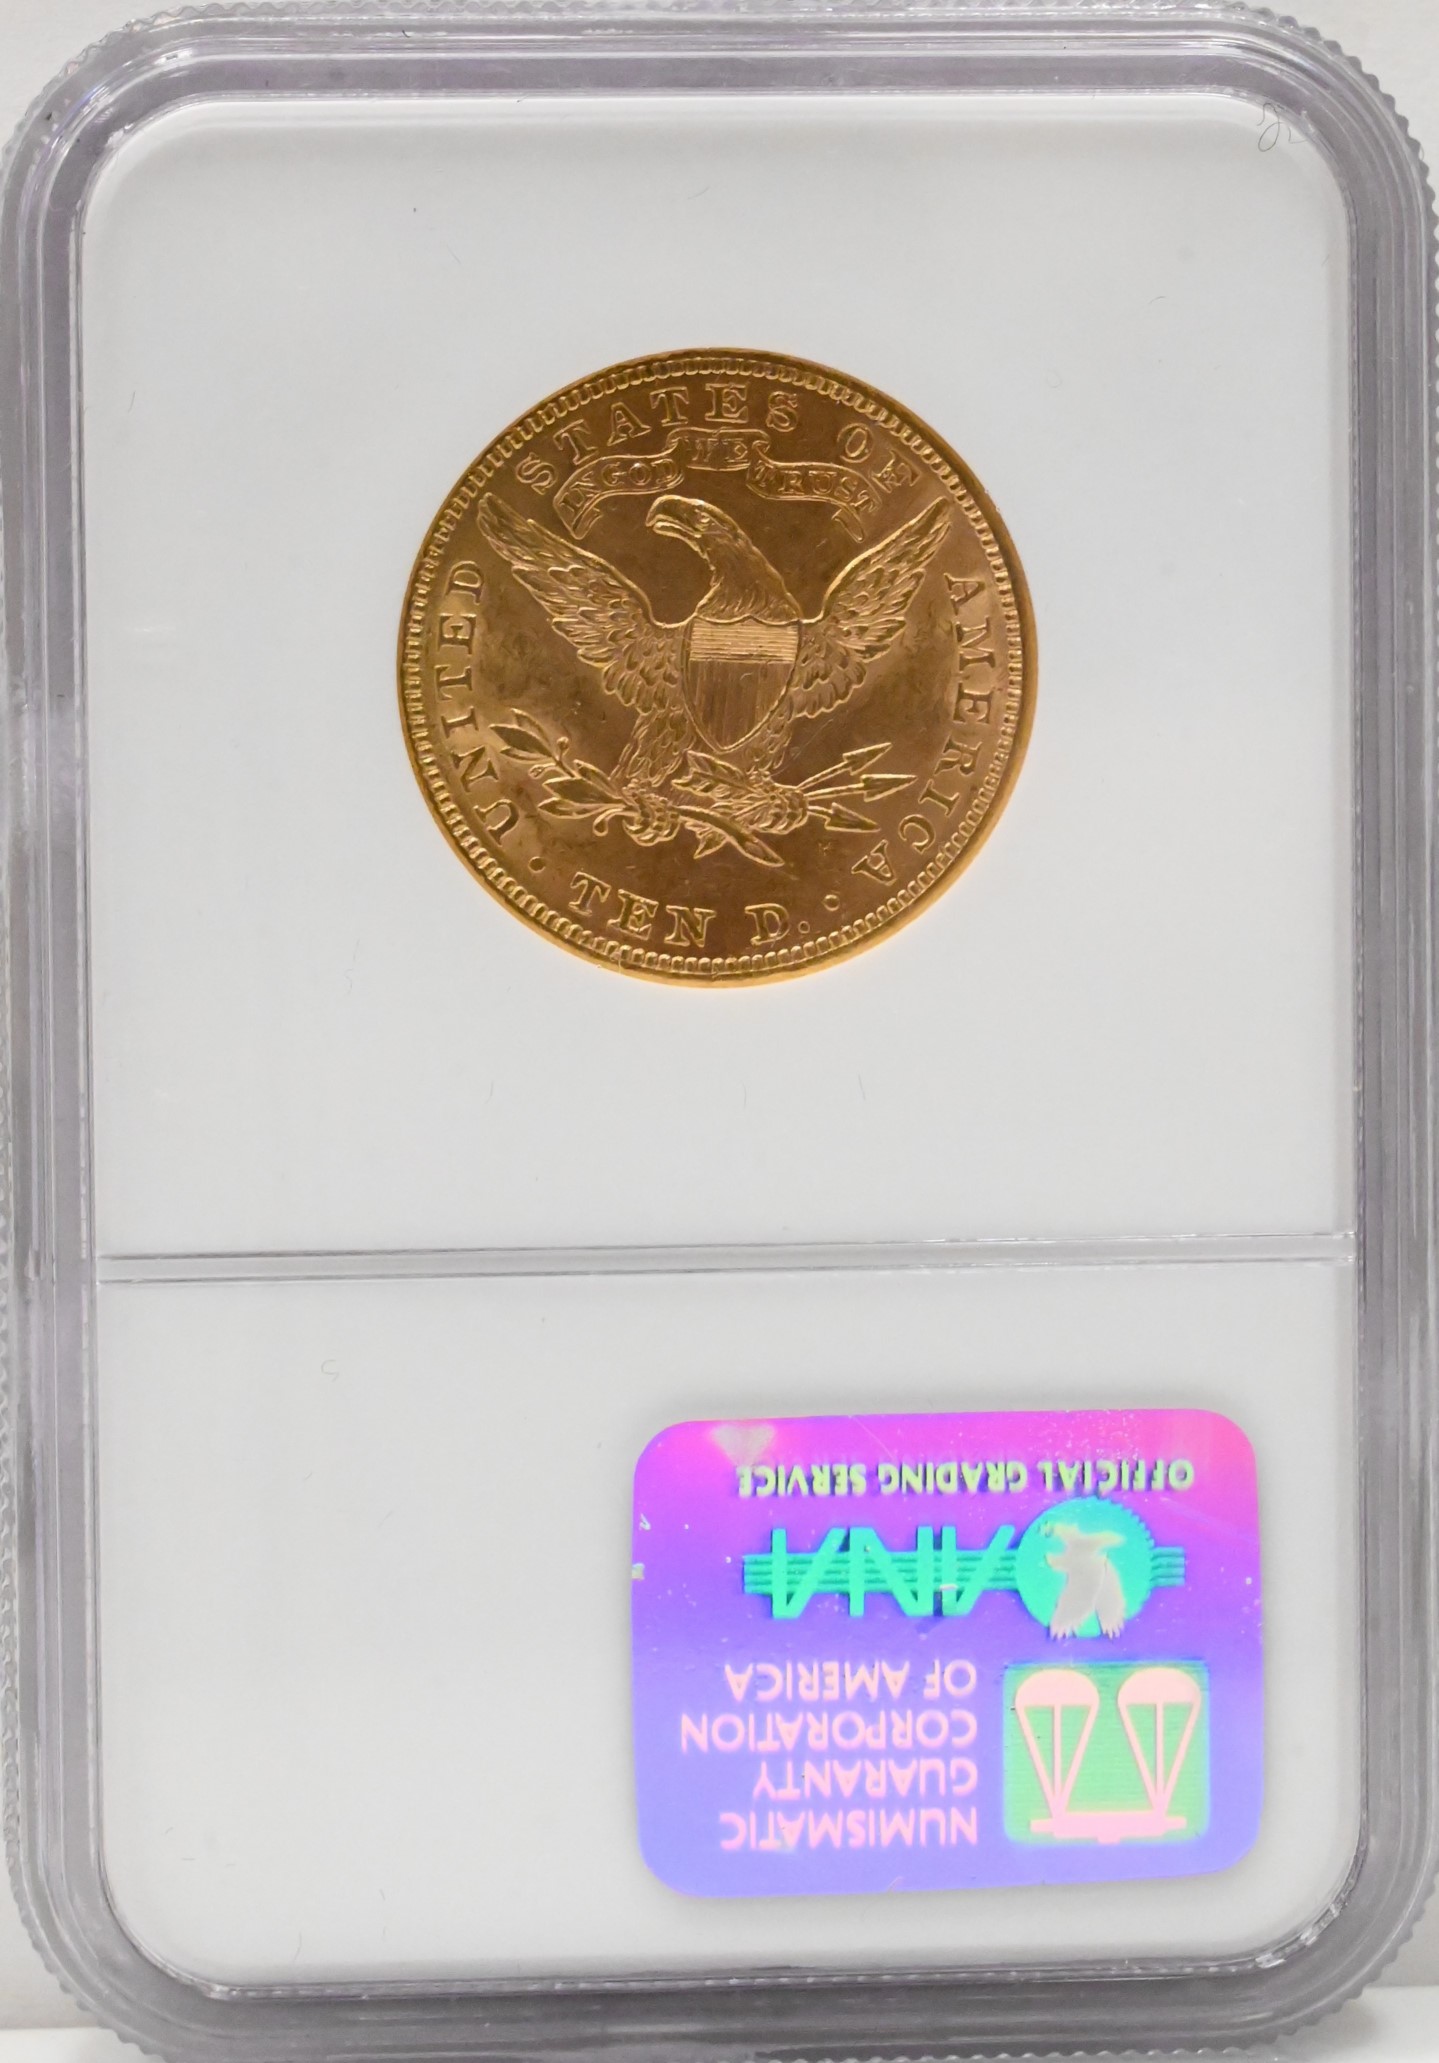 UNITED STATES OF AMERICA
IN GOD WE TRUST
· TEN D. ·
OFFICIAL GRADING SERVICE
ANA
NUMISMATIC
GUARANTY
CORPORATION
OF AMERICA